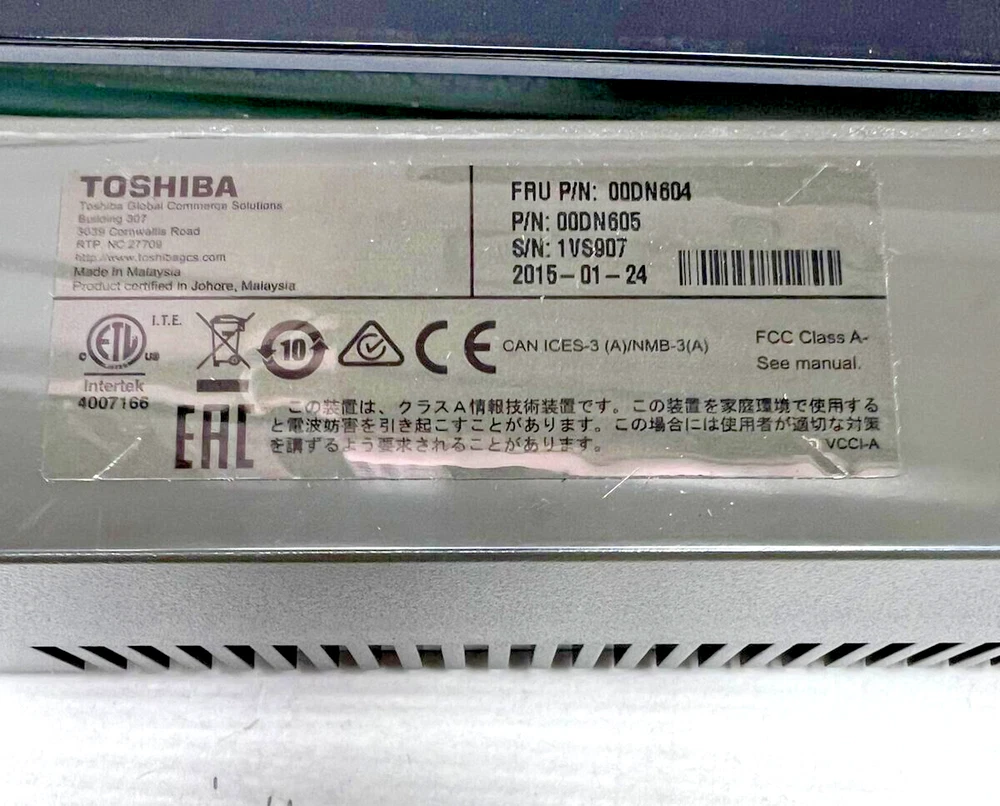 TOSHIBA
Toshiba Global Commerce Solutions
Building 307
3039 Cornwallis Road
RTP, NC 27709
http://www.toshibagcs.com
Made In Malaysia
Product certified in Johore, Malaysia
FRU P/N: 00DN604
P/N: 00DN605
S/N: 1VS907
2015-01-24
ETL
C
US
I.T.E.
Intertek
4007166
10
CE
CAN ICES-3 (A)/NMB-3(A)
FCC Class A-
See manual.
EAC
この装置は、クラスA情報技術装置です。この装置を家庭環境で使用する
と電波妨害を引き起こすことがあります。この場合には使用者が適切な対策
を講ずるよう要求されることがあります。
VCCI-A